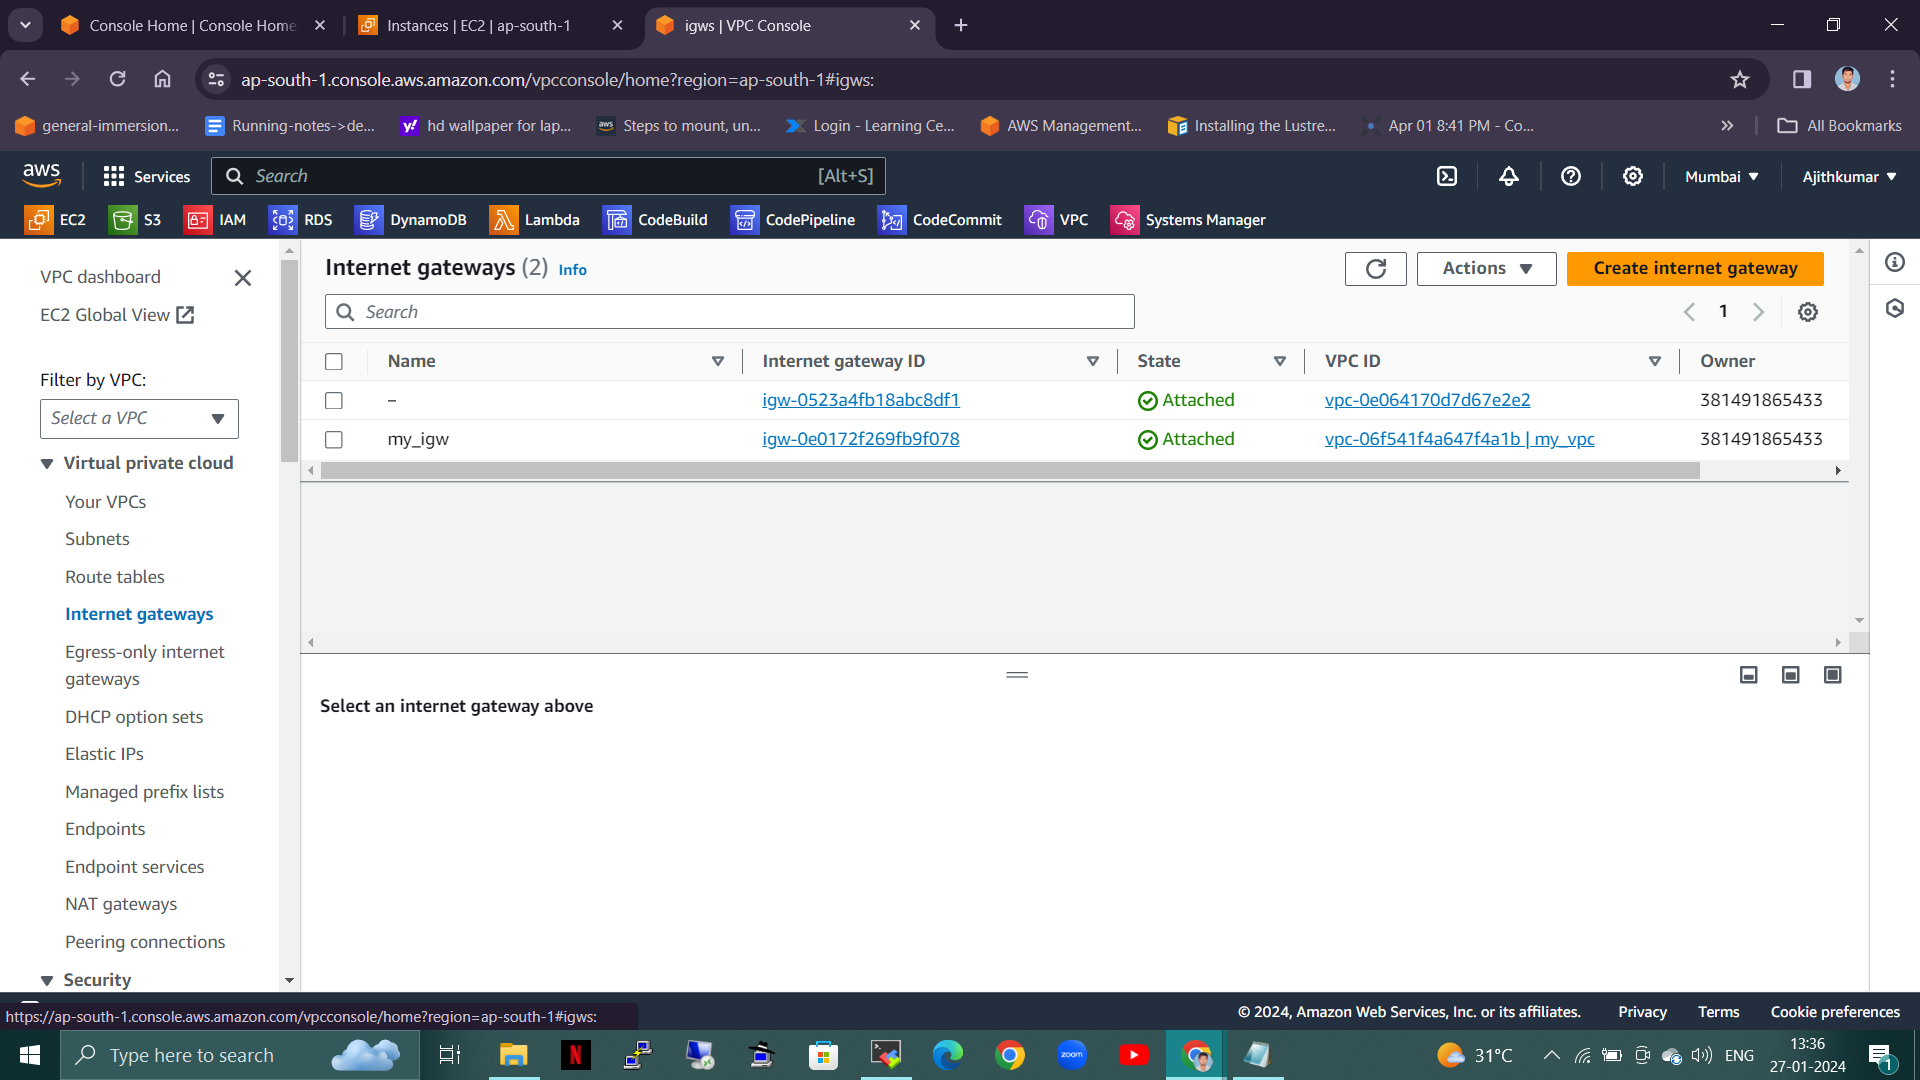 Console Home | Console Home
Instances | EC2 | ap-south-1
igws | VPC Console
ap-south-1.console.aws.amazon.com/vpcconsole/home?region=ap-south-1#igws:
general-immersion...
Running-notes->de...
hd wallpaper for lap...
Steps to mount, un...
Login - Learning Ce...
AWS Management...
Installing the Lustre...
Apr 01 8:41 PM - Co...
All Bookmarks
aws
Services
Search
[Alt+S]
Mumbai
Ajithkumar
EC2
S3
IAM
RDS
DynamoDB
Lambda
CodeBuild
CodePipeline
CodeCommit
VPC
Systems Manager
VPC dashboard
EC2 Global View
Filter by VPC:
Select a VPC
Virtual private cloud
Your VPCs
Subnets
Route tables
Internet gateways
Egress-only internet
gateways
DHCP option sets
Elastic IPs
Managed prefix lists
Endpoints
Endpoint services
NAT gateways
Peering connections
Security
Internet gateways (2) Info
Actions
Create internet gateway
Search
1
Name Internet gateway ID State VPC ID Owner
– igw-0523a4fb18abc8df1 Attached vpc-0e064170d7d67e2e2 381491865433
my_igw igw-0e0172f269fb9f078 Attached vpc-06f541f4a647f4a1b | my_vpc 381491865433
Select an internet gateway above
https://ap-south-1.console.aws.amazon.com/vpcconsole/home?region=ap-south-1#igws:
© 2024, Amazon Web Services, Inc. or its affiliates.
Privacy
Terms
Cookie preferences
Type here to search
N
zoom
31°C
ENG
13:36
27-01-2024
1